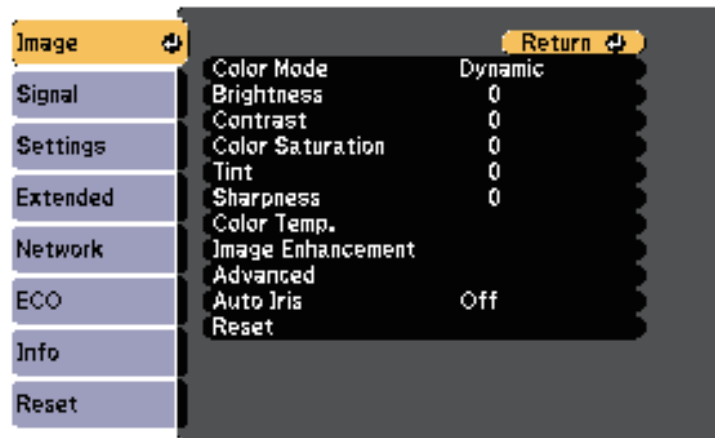 Image
Signal
Settings
Extended
Network
ECO
Info
Reset
Return
Color Mode Dynamic
Brightness 0
Contrast 0
Color Saturation 0
Tint 0
Sharpness 0
Color Temp.
Image Enhancement
Advanced
Auto Iris Off
Reset